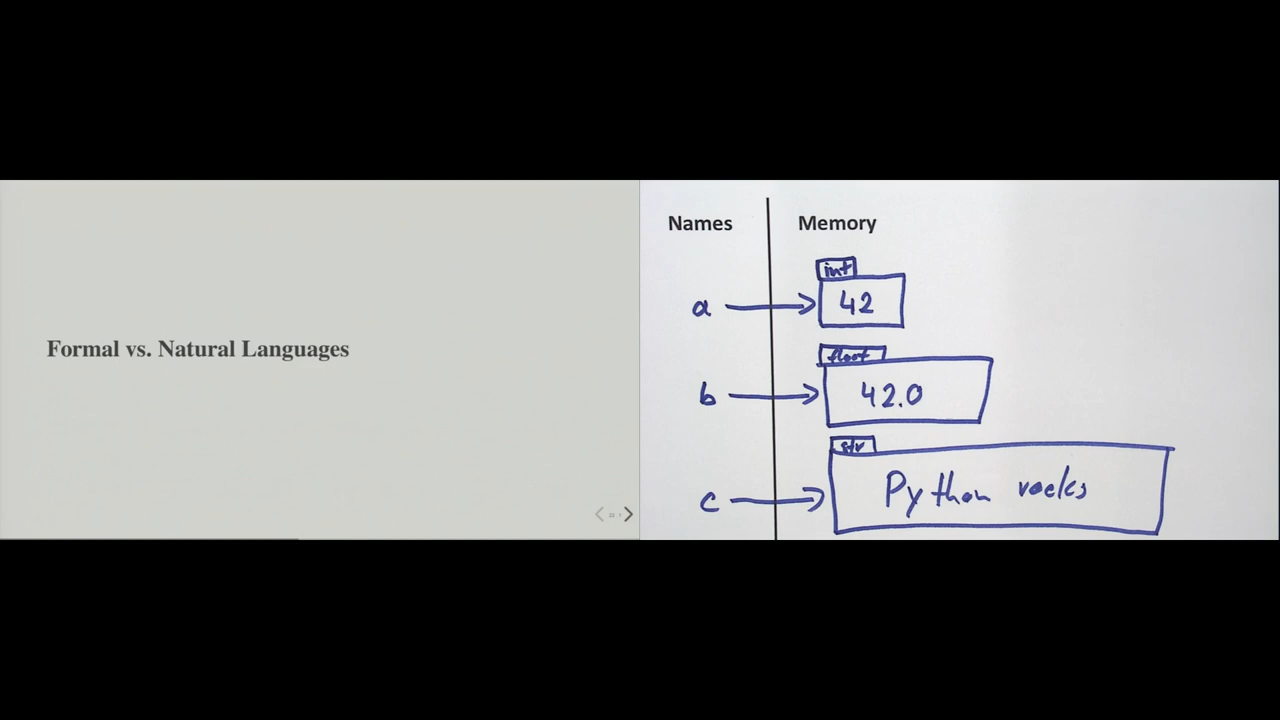 Formal vs. Natural Languages
Names Memory
int
a 42
float
b 42.0
str
c Python rocks